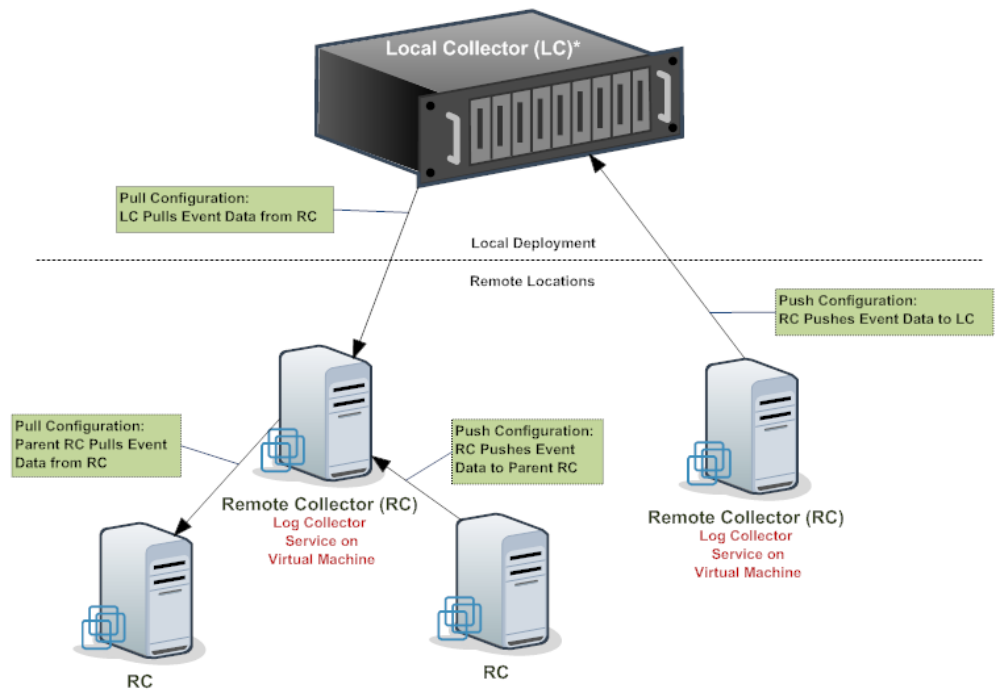 Local Collector (LC)*
Pull Configuration:
LC Pulls Event Data from RC
Local Deployment
Remote Locations
Push Configuration:
RC Pushes Event Data to LC
Pull Configuration:
Parent RC Pulls Event
Data from RC
Push Configuration:
RC Pushes Event
Data to Parent RC
Remote Collector (RC)
Log Collector
Service on
Virtual Machine
Remote Collector (RC)
Log Collector
Service on
Virtual Machine
RC
RC